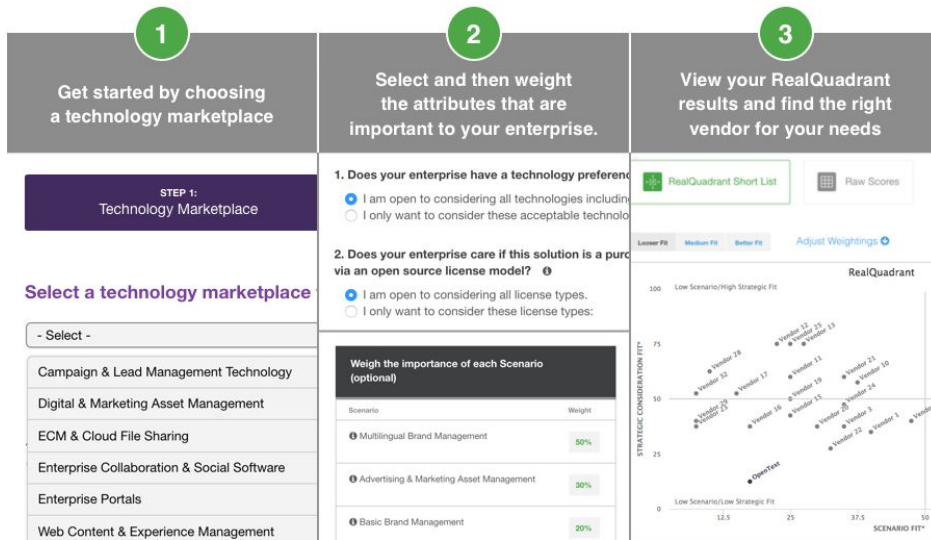 1
Get started by choosing
a technology marketplace
STEP 1:
Technology Marketplace
Select a technology marketplace
- Select -
Campaign & Lead Management Technology
Digital & Marketing Asset Management
ECM & Cloud File Sharing
Enterprise Collaboration & Social Software
Enterprise Portals
Web Content & Experience Management
2
Select and then weight
the attributes that are
important to your enterprise.
1. Does your enterprise have a technology preferenc
I am open to considering all technologies including
I only want to consider these acceptable technolo
2. Does your enterprise care if this solution is a purc
via an open source license model?
I am open to considering all license types.
I only want to consider these license types:
Weigh the importance of each Scenario
(optional)
Scenario Weight
Multilingual Brand Management 50%
Advertising & Marketing Asset Management 30%
Basic Brand Management 20%
3
View your RealQuadrant
results and find the right
vendor for your needs
RealQuadrant Short List Raw Scores
Looser Fit Medium Fit Better Fit Adjust Weightings
RealQuadrant
Low Scenario/High Strategic Fit
100
75
50
25
0
STRATEGIC CONSIDERATION FIT*
Vendor 12
Vendor 25
Vendor 13
Vendor 28
Vendor 11
Vendor 21
Vendor 10
Vendor 32
Vendor 17
Vendor 19
Vendor 24
Vendor 29
Vendor 23
Vendor 16
Vendor 15
Vendor 20
Vendor 3
Vendor 1
Vendor 22
Vendo
OpenText
Low Scenario/Low Strategic Fit
12.5 25 37.5 50
SCENARIO FIT*